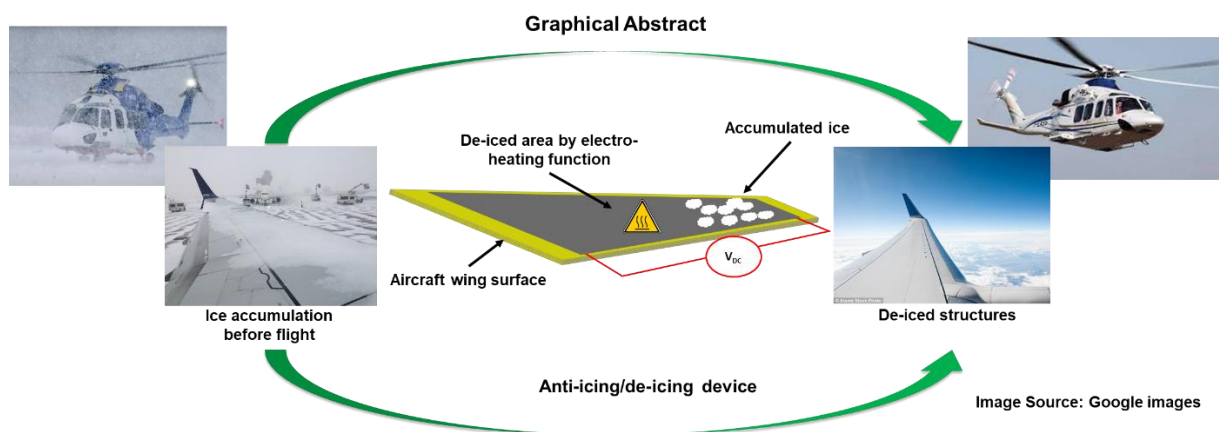 Graphical Abstract
De-iced area by electro-
heating function
Accumulated ice
V_DC
Aircraft wing surface
Ice accumulation
before flight
De-iced structures
Anti-icing/de-icing device
Image Source: Google images